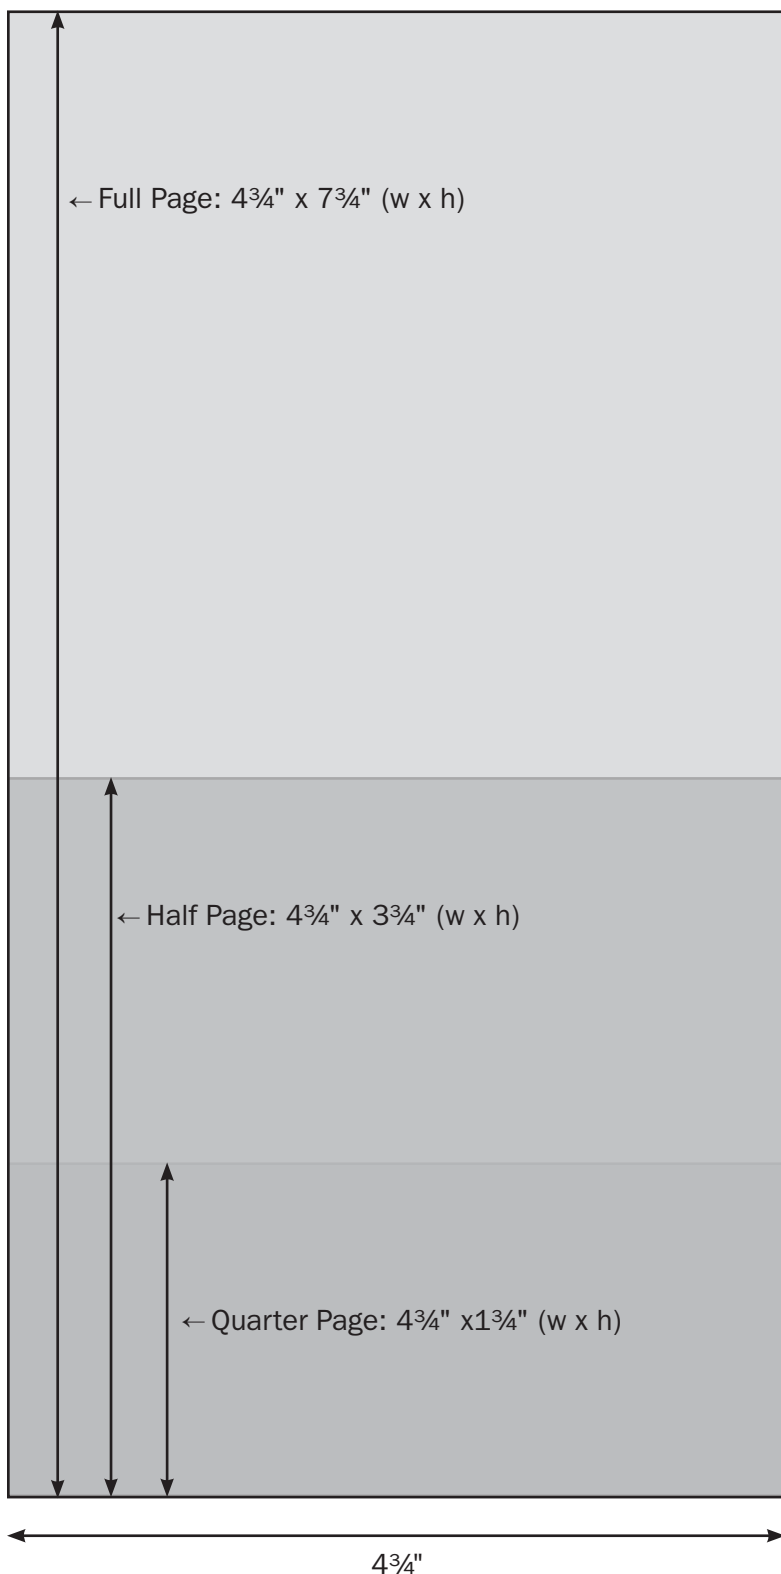 ←Full Page: 4¾" x 7¾" (w x h)
←Half Page: 4¾" x 3¾" (w x h)
←Quarter Page: 4¾" x1¾" (w x h)
4¾"